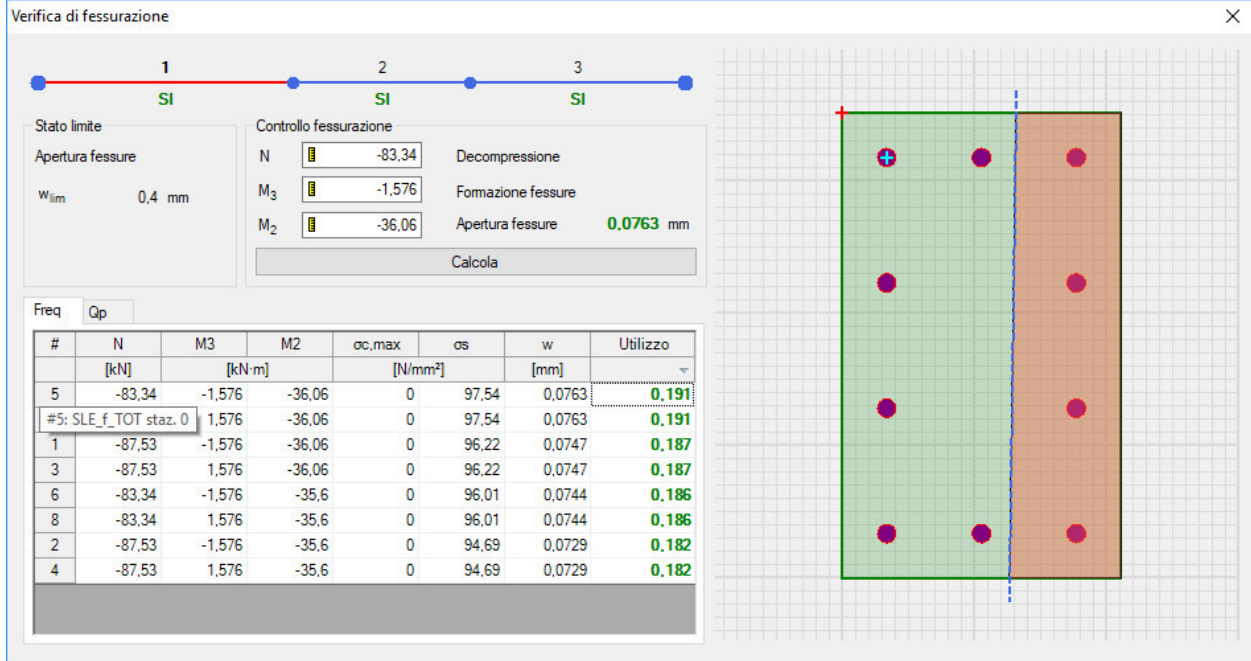 Verifica di fessurazione
1 2 3
SI SI SI
Stato limite
Apertura fessure
wlim 0,4 mm
Controllo fessurazione
N -83,34 Decompressione
M3 -1,576 Formazione fessure
M2 -36,06 Apertura fessure 0,0763 mm
Calcola
Freq Qp
# N M3 M2 σc,max σs w Utilizzo
[kN] [kN·m] [N/mm²] [mm]
5 -83,34 -1,576 -36,06 0 97,54 0,0763 0,191
#5: SLE_f_TOT staz. 0 1,576 -36,06 0 97,54 0,0763 0,191
1 -87,53 -1,576 -36,06 0 96,22 0,0747 0,187
3 -87,53 1,576 -36,06 0 96,22 0,0747 0,187
6 -83,34 -1,576 -35,6 0 96,01 0,0744 0,186
8 -83,34 1,576 -35,6 0 96,01 0,0744 0,186
2 -87,53 -1,576 -35,6 0 94,69 0,0729 0,182
4 -87,53 1,576 -35,6 0 94,69 0,0729 0,182